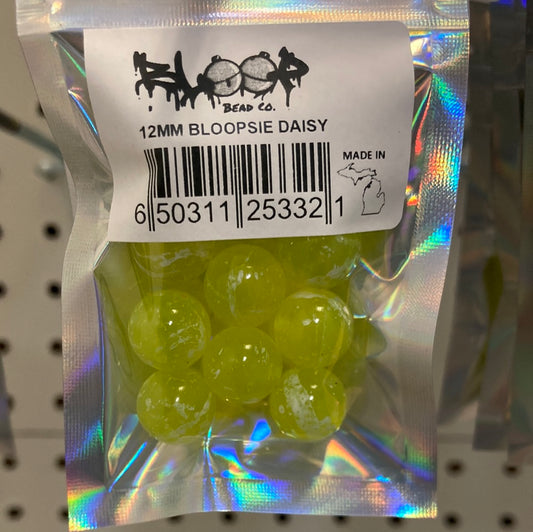 BLOOP
BEAD CO.
12MM BLOOPSIE DAISY
MADE IN
6 50311 25332 1